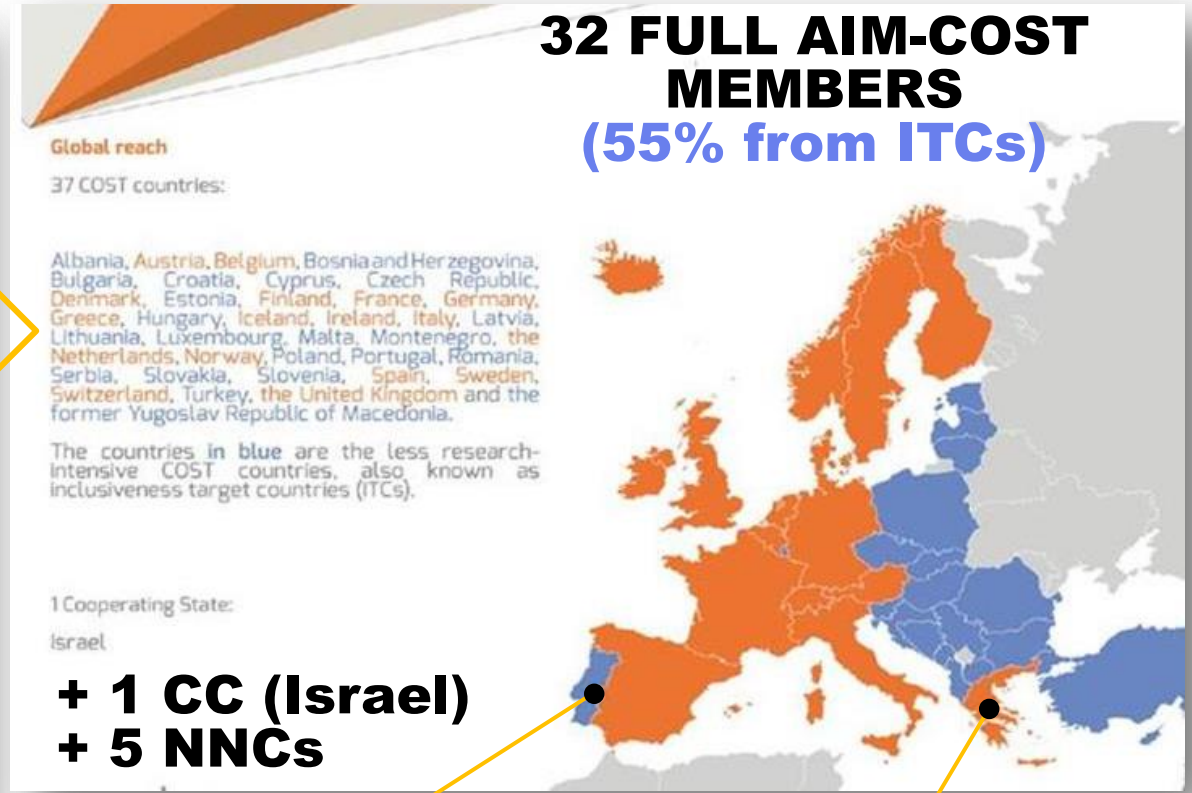 32 FULL AIM-COST
MEMBERS
(55% from ITCs)
Global reach
37 COST countries:
Albania, Austria, Belgium, Bosnia and Herzegovina,
Bulgaria, Croatia, Cyprus, Czech Republic,
Denmark, Estonia, Finland, France, Germany,
Greece, Hungary, Iceland, Ireland, Italy, Latvia,
Lithuania, Luxembourg, Malta, Montenegro, the
Netherlands, Norway, Poland, Portugal, Romania,
Serbia, Slovakia, Slovenia, Spain, Sweden,
Switzerland, Turkey, the United Kingdom and the
former Yugoslav Republic of Macedonia.
The countries in blue are the less research-
intensive COST countries, also known as
inclusiveness target countries (ITCs).
1 Cooperating State:
Israel
+ 1 CC (Israel)
+ 5 NNCs